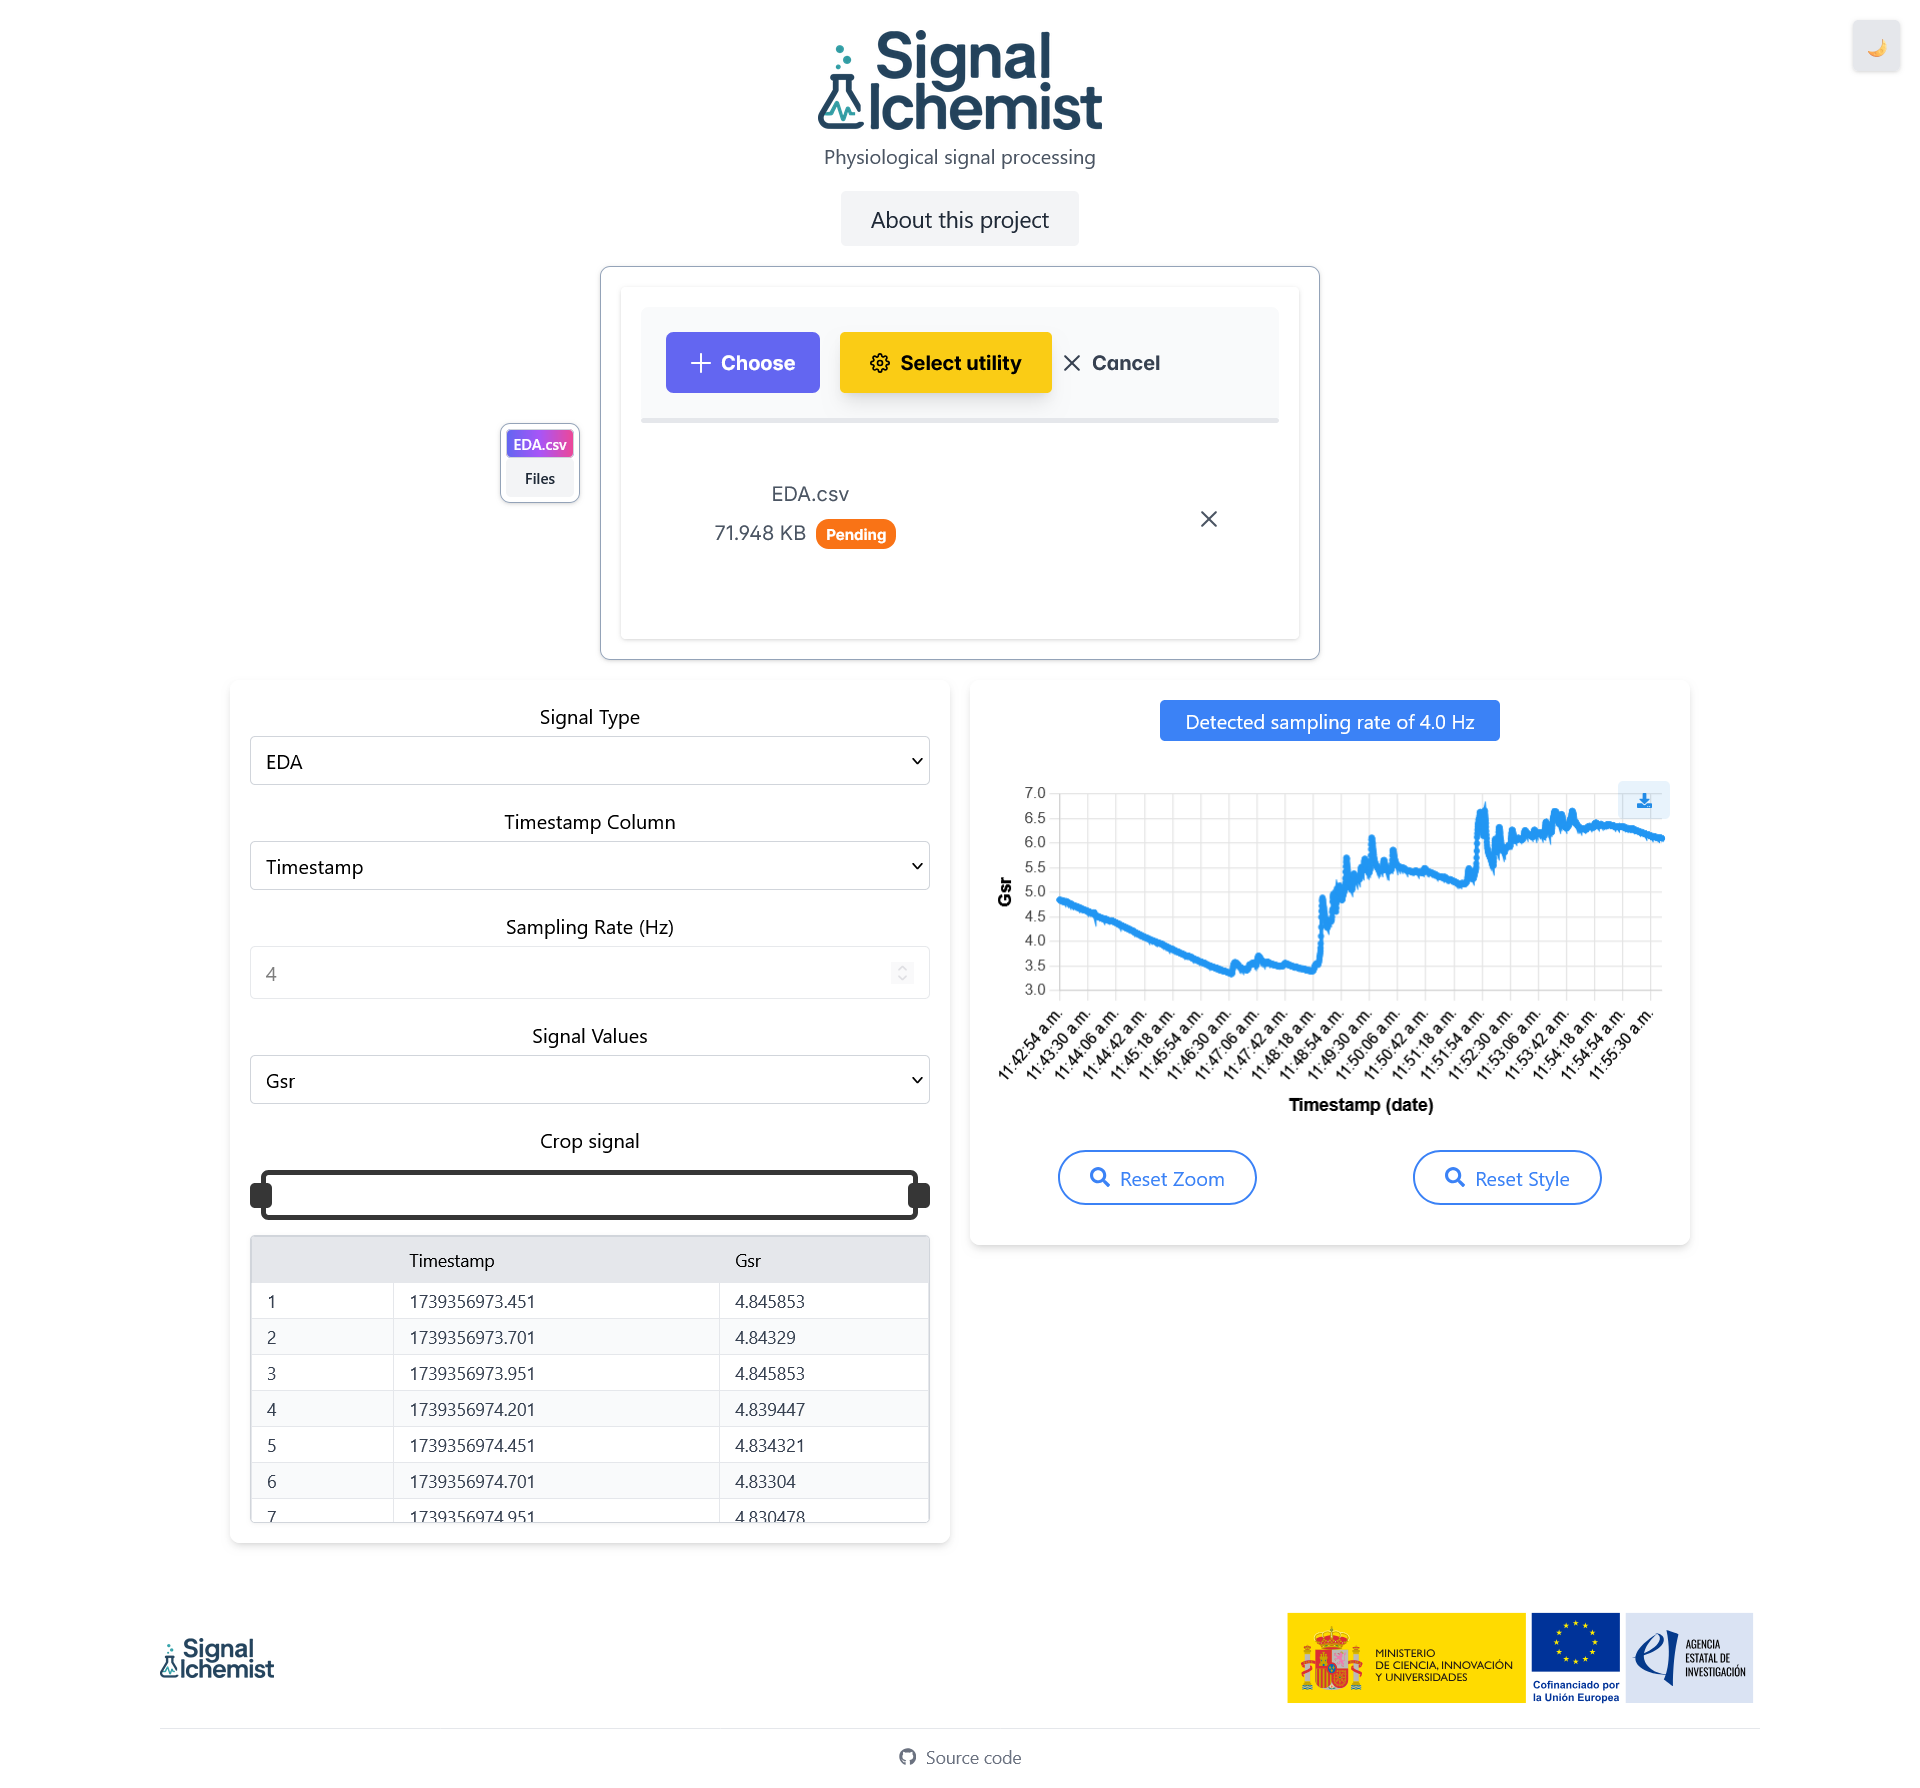 Signal
lchemist
Physiological signal processing
About this project
Choose
Select utility
Cancel
EDA.csv
Files
EDA.csv
71.948 KB Pending
Signal Type
EDA
Timestamp Column
Timestamp
Sampling Rate (Hz)
4
Signal Values
Gsr
Crop signal
Timestamp Gsr
1 1739356973.451 4.845853
2 1739356973.701 4.84329
3 1739356973.951 4.845853
4 1739356974.201 4.839447
5 1739356974.451 4.834321
6 1739356974.701 4.83304
7 1739356974.951 4.830478
Detected sampling rate of 4.0 Hz
7.0
6.5
6.0
5.5
5.0
4.5
4.0
3.5
3.0
Gsr
11:42:54 a.m.
11:43:30 a.m.
11:44:06 a.m.
11:44:42 a.m.
11:45:18 a.m.
11:45:54 a.m.
11:46:30 a.m.
11:47:06 a.m.
11:47:42 a.m.
11:48:18 a.m.
11:48:54 a.m.
11:49:30 a.m.
11:50:06 a.m.
11:50:42 a.m.
11:51:18 a.m.
11:51:54 a.m.
11:52:30 a.m.
11:53:06 a.m.
11:53:42 a.m.
11:54:18 a.m.
11:54:54 a.m.
11:55:30 a.m.
Timestamp (date)
Reset Zoom
Reset Style
Signal
lchemist
MINISTERIO
DE CIENCIA, INNOVACIÓN
Y UNIVERSIDADES
Cofinanciado por
la Unión Europea
AGENCIA
ESTATAL DE
INVESTIGACIÓN
Source code